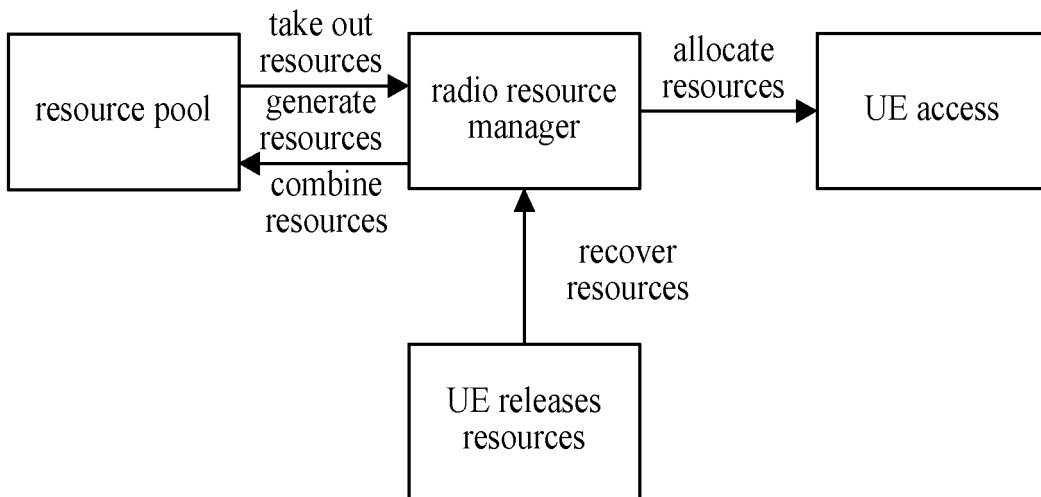 take out
resources
generate
resources
combine
resources
resource pool
radio resource
manager
allocate
resources
UE access
recover
resources
UE releases
resources